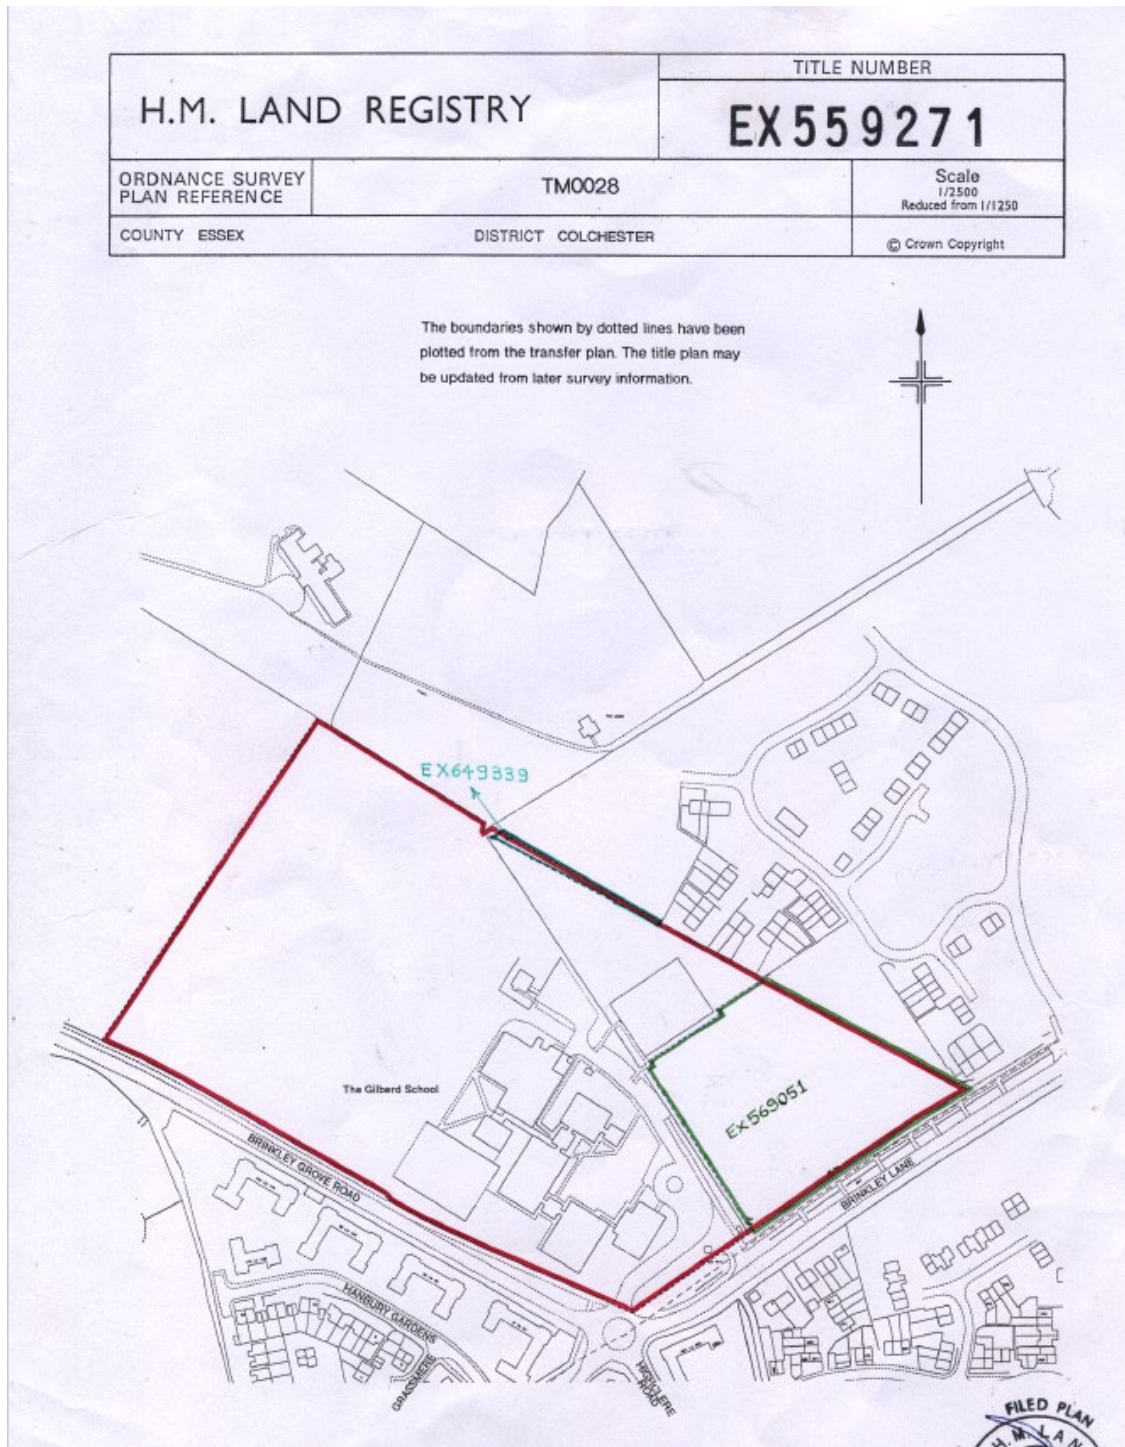 H.M. LAND REGISTRY
TITLE NUMBER
EX559271
ORDNANCE SURVEY
PLAN REFERENCE
TM0028
Scale
1/2500
Reduced from 1/1250
COUNTY ESSEX
DISTRICT COLCHESTER
© Crown Copyright
The boundaries shown by dotted lines have been
plotted from the transfer plan. The title plan may
be updated from later survey information.
EX649339
The Gilberd School
EX569051
BRINKLEY GROVE ROAD
BRINKLEY LANE
HANBURY GARDENS
GRASSMERE
HIGHCLERE
ROAD
FILED PLAN
H.M. LAN